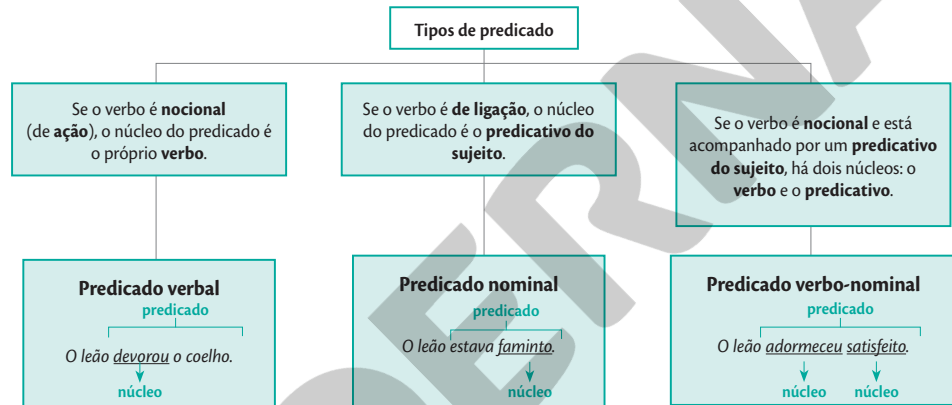 Tipos de predicado
Se o verbo é nocional
(de ação), o núcleo do predicado é
o próprio verbo.
Se o verbo é de ligação, o núcleo
do predicado é o predicativo do
sujeito.
Se o verbo é nocional e está
acompanhado por um predicativo
do sujeito, há dois núcleos: o
verbo e o predicativo.
Predicado verbal
predicado
O leão devorou o coelho.
núcleo
Predicado nominal
predicado
O leão estava faminto.
núcleo
Predicado verbo-nominal
predicado
O leão adormeceu satisfeito.
núcleo núcleo